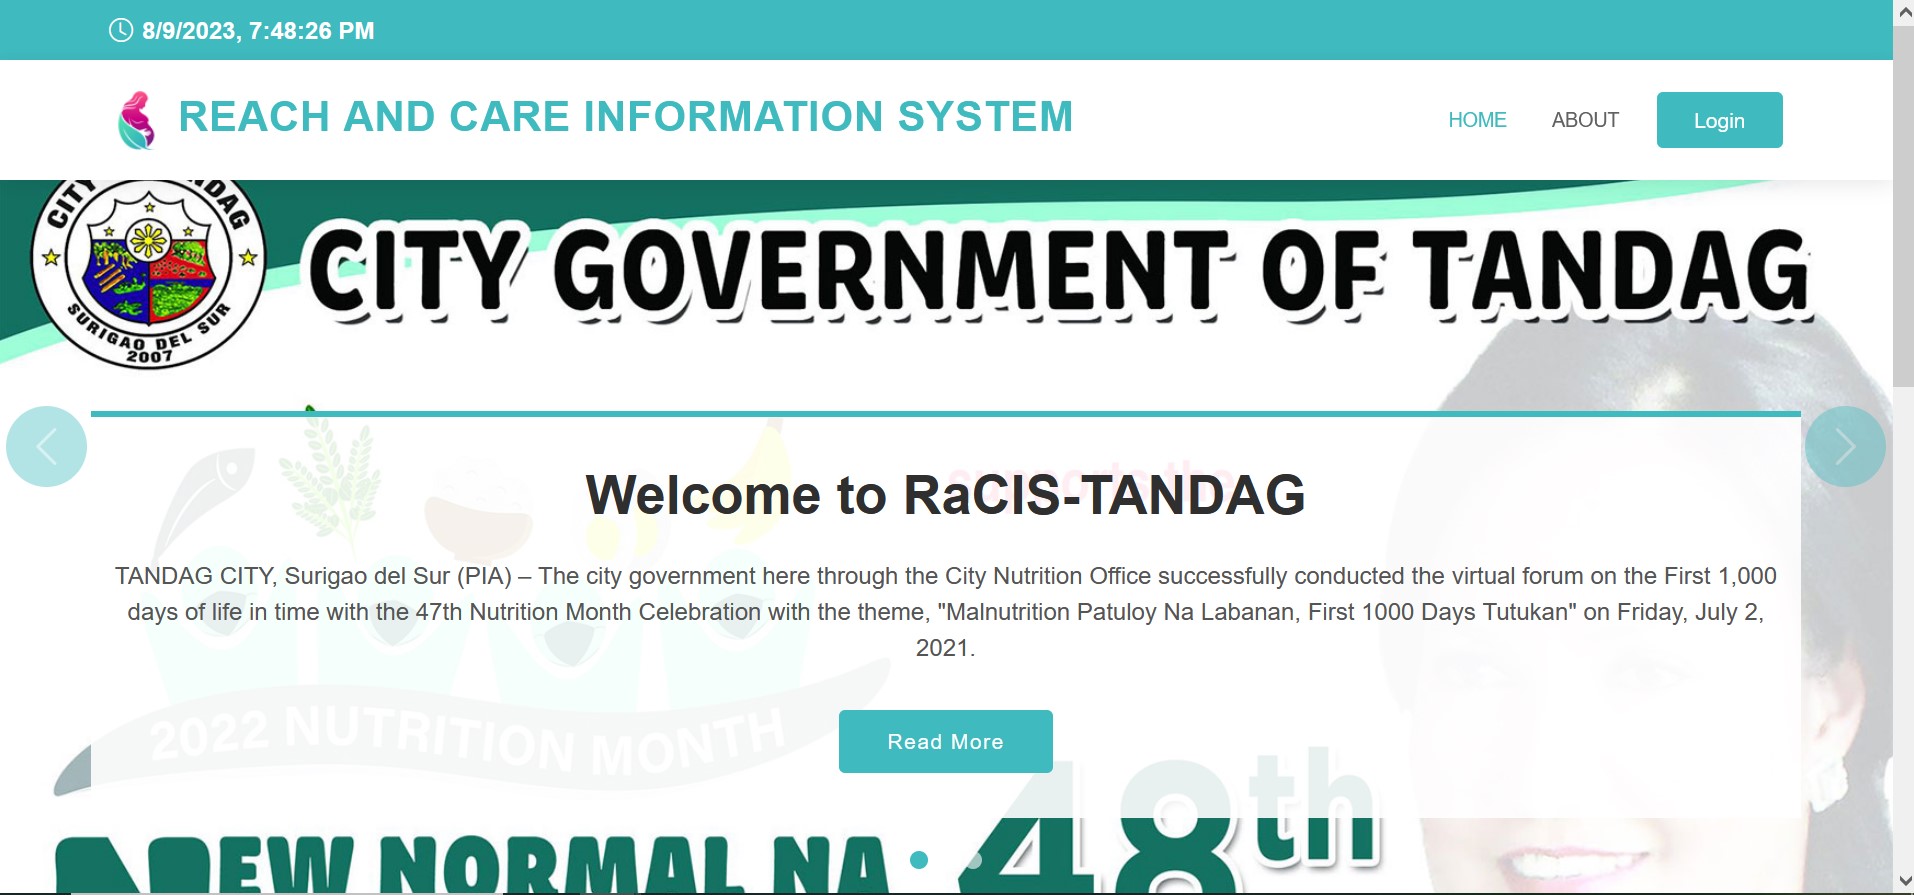 8/9/2023, 7:48:26 PM
REACH AND CARE INFORMATION SYSTEM
HOME
ABOUT
Login
CITY NDAG
SURIGAO DEL SUR
2007
CITY GOVERNMENT OF TANDAG
supports the
Welcome to RaCIS-TANDAG
TANDAG CITY, Surigao del Sur (PIA) – The city government here through the City Nutrition Office successfully conducted the virtual forum on the First 1,000
days of life in time with the 47th Nutrition Month Celebration with the theme, "Malnutrition Patuloy Na Labanan, First 1000 Days Tutukan" on Friday, July 2,
2021.
2022 NUTRITION MONTH
Read More
48th
NEW NORMAL NA